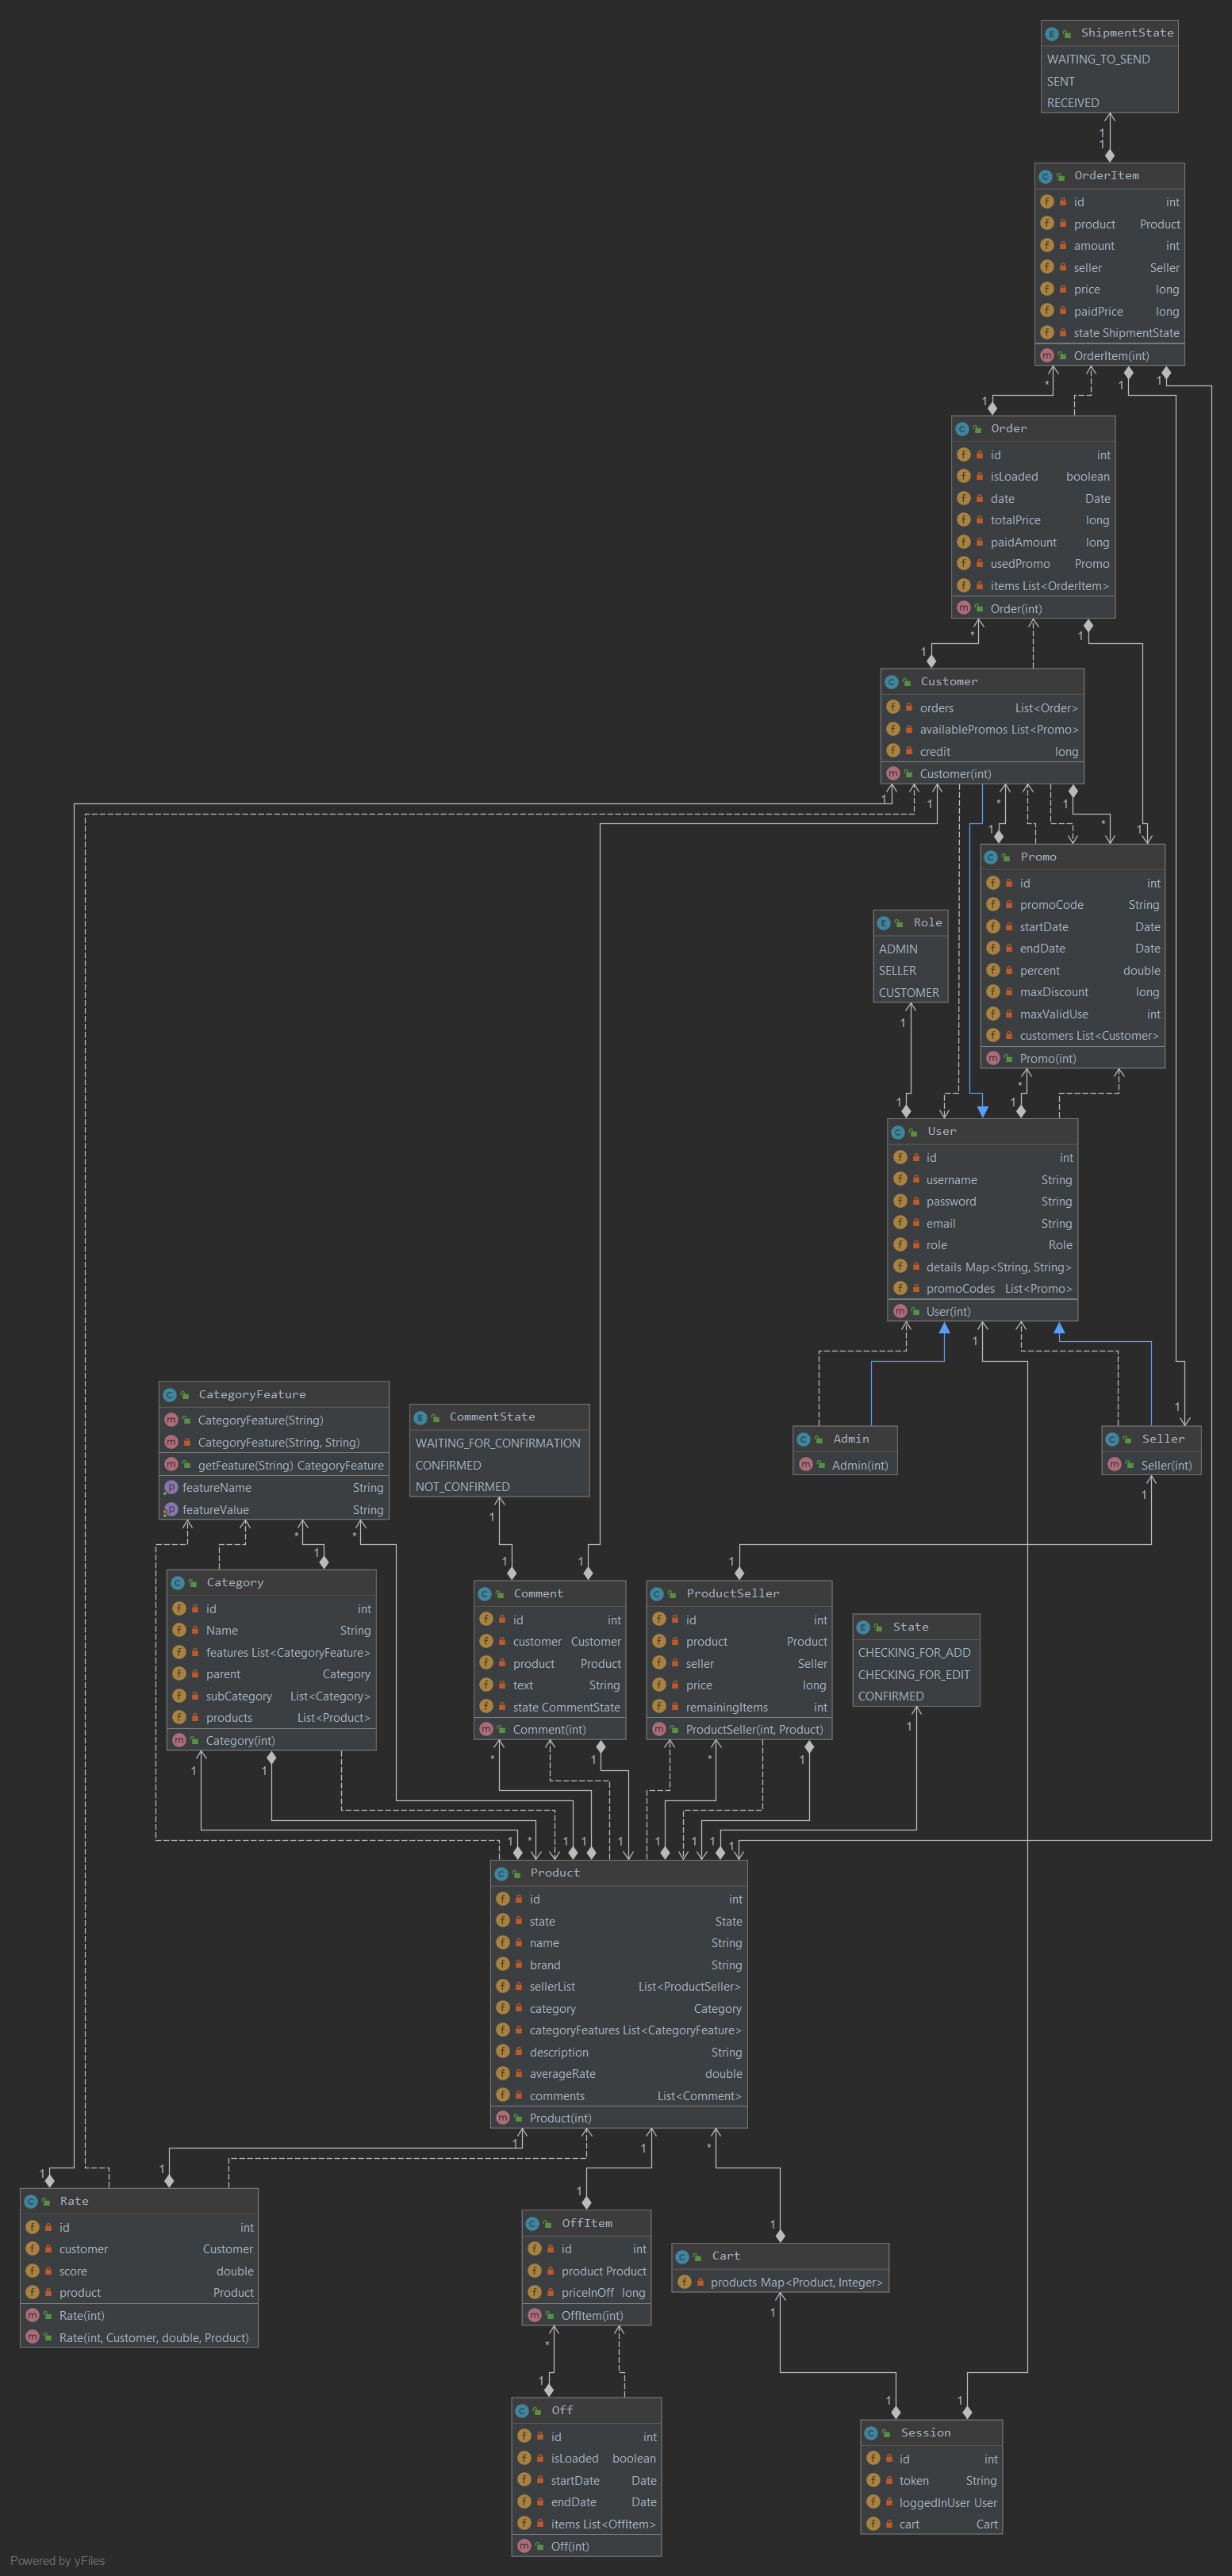 ShipmentState
WAITING_TO_SEND
SENT
RECEIVED
1
1
OrderItem
id int
product Product
amount int
seller Seller
price long
paidPrice long
state ShipmentState
OrderItem(int)
* 1 1
1
Order
id int
isLoaded boolean
date Date
totalPrice long
paidAmount long
usedPromo Promo
items List<OrderItem>
Order(int)
* 1
1
Customer
orders List<Order>
availablePromos List<Promo>
credit long
Customer(int)
1 1 * 1
1 * 1
Promo
id int
promoCode String
startDate Date
endDate Date
percent double
maxDiscount long
maxValidUse int
customers List<Customer>
Promo(int)
Role
ADMIN
SELLER
CUSTOMER
1
*
1 1
User
id int
username String
password String
email String
role Role
details Map<String, String>
promoCodes List<Promo>
User(int)
1
1
Admin
Admin(int)
Seller
Seller(int)
1
CategoryFeature
CategoryFeature(String)
CategoryFeature(String, String)
getFeature(String) CategoryFeature
featureName String
featureValue String
* *
1
CommentState
WAITING_FOR_CONFIRMATION
CONFIRMED
NOT_CONFIRMED
1
1 1 1
Category
id int
Name String
features List<CategoryFeature>
parent Category
subCategory List<Category>
products List<Product>
Category(int)
1 1
Comment
id int
customer Customer
product Product
text String
state CommentState
Comment(int)
* 1
ProductSeller
id int
product Product
seller Seller
price long
remainingItems int
ProductSeller(int, Product)
* 1
State
CHECKING_FOR_ADD
CHECKING_FOR_EDIT
CONFIRMED
1
1 * 1 1 1 1 1 1 1
Product
id int
state State
name String
brand String
sellerList List<ProductSeller>
category Category
categoryFeatures List<CategoryFeature>
description String
averageRate double
comments List<Comment>
Product(int)
1 1 *
1 1
Rate
id int
customer Customer
score double
product Product
Rate(int)
Rate(int, Customer, double, Product)
1
OffItem
id int
product Product
priceInOff long
OffItem(int)
*
1
1
Cart
products Map<Product, Integer>
1
Off
id int
isLoaded boolean
startDate Date
endDate Date
items List<OffItem>
Off(int)
1 1
Session
id int
token String
loggedInUser User
cart Cart
Powered by yFiles